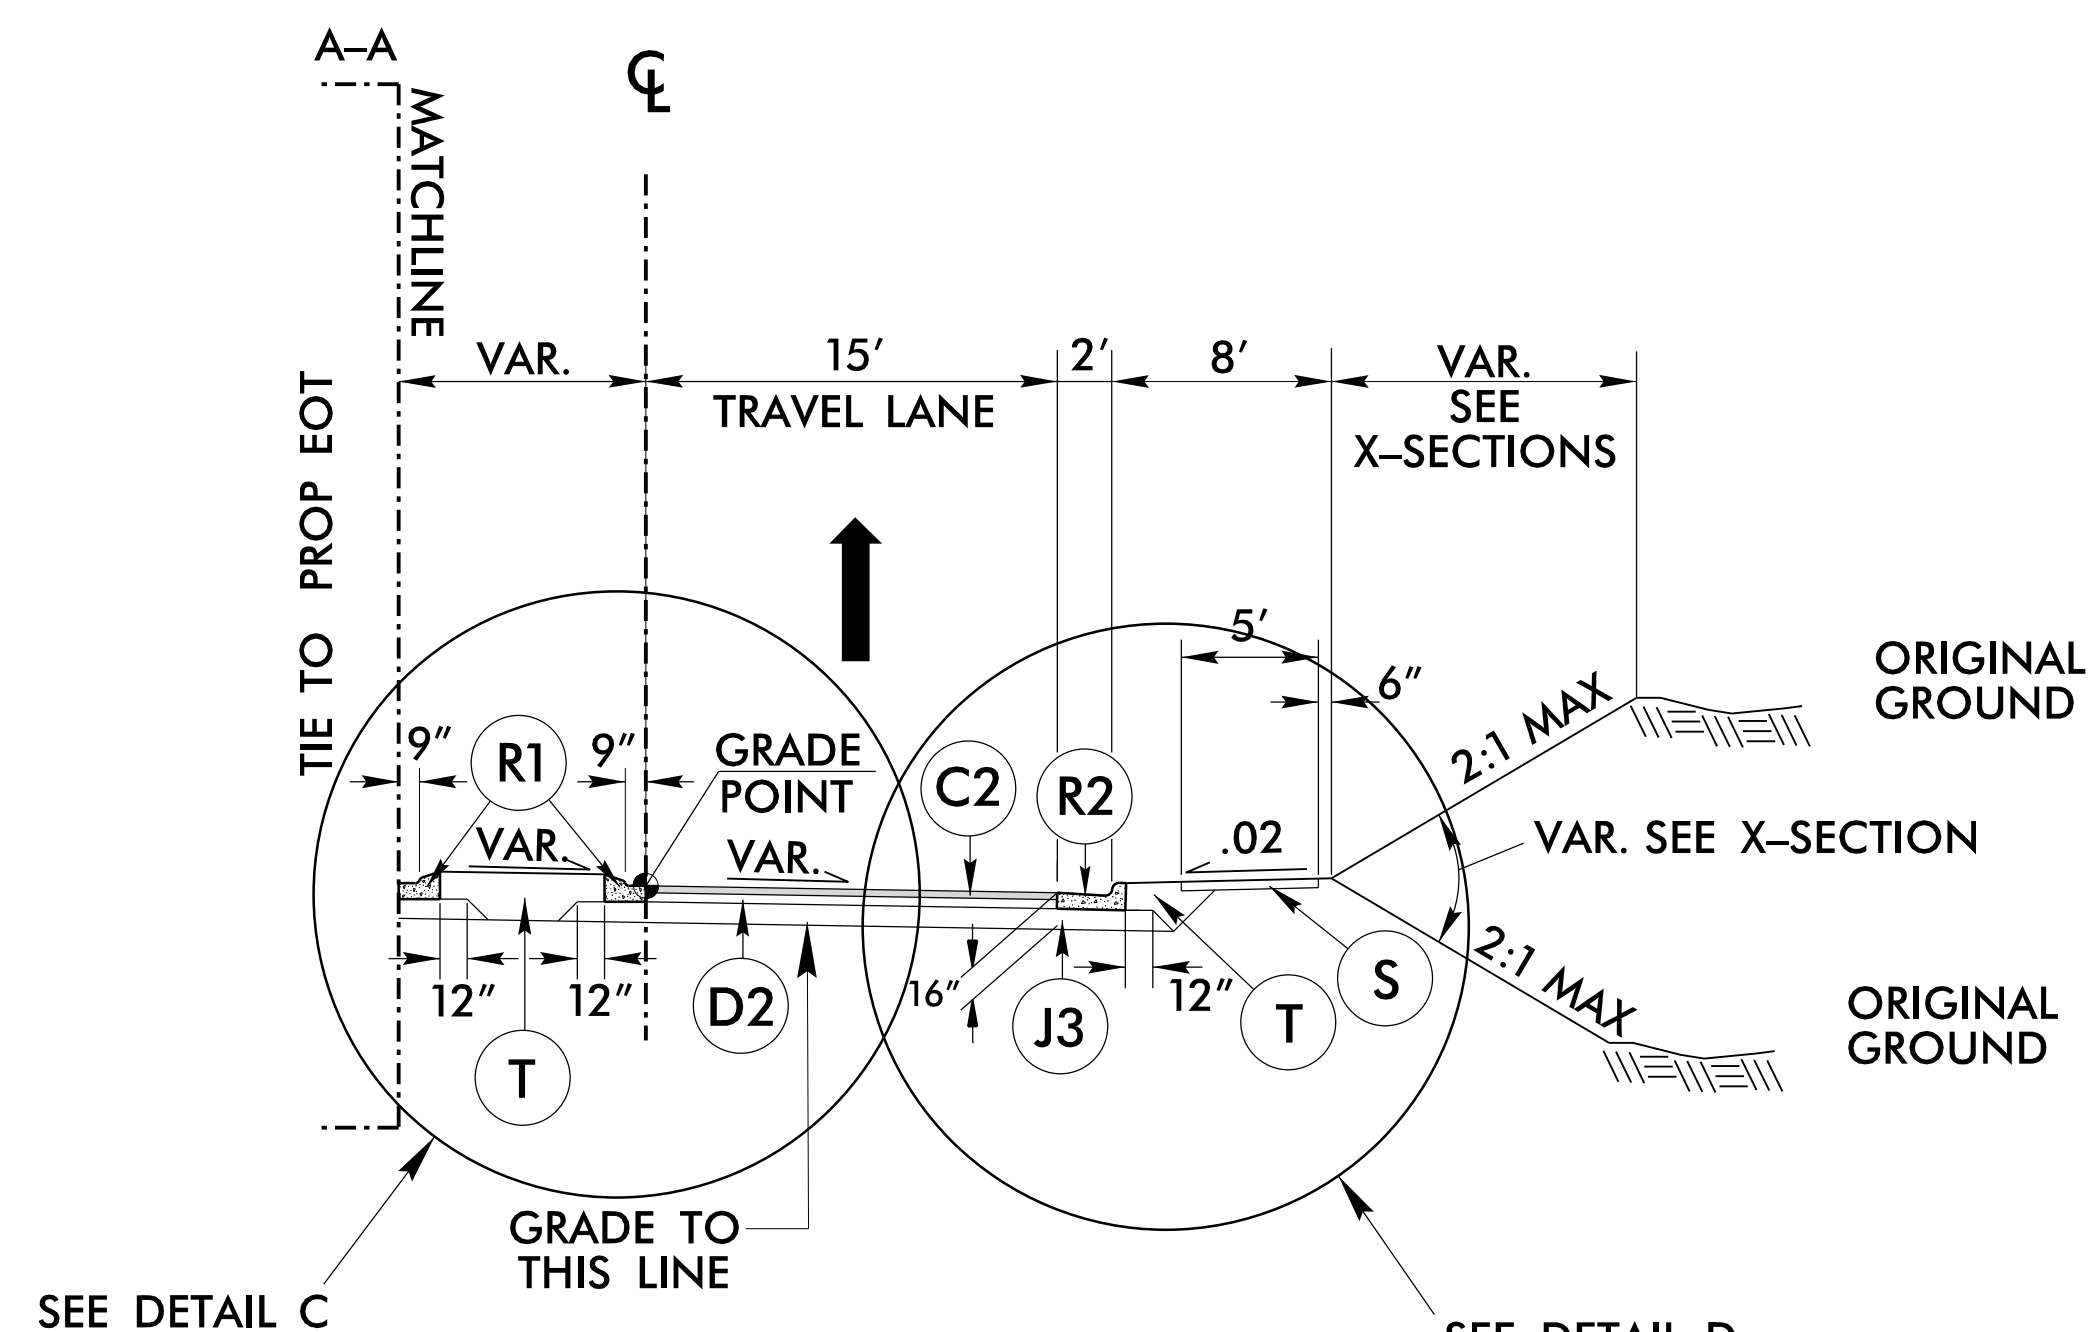 A–A
℄
MATCHLINE
TIE TO PROP EOT
VAR.
15'
2'
8'
VAR.
SEE
X–SECTIONS
TRAVEL LANE
5'
6"
ORIGINAL
GROUND
2:1 MAX
9"
R1
9"
GRADE
POINT
C2
R2
VAR.
VAR.
.02
VAR. SEE X–SECTION
2:1 MAX
12"
12"
D2
16"
J3
12"
T
S
T
ORIGINAL
GROUND
GRADE TO
THIS LINE
SEE DETAIL C
SEE DETAIL D